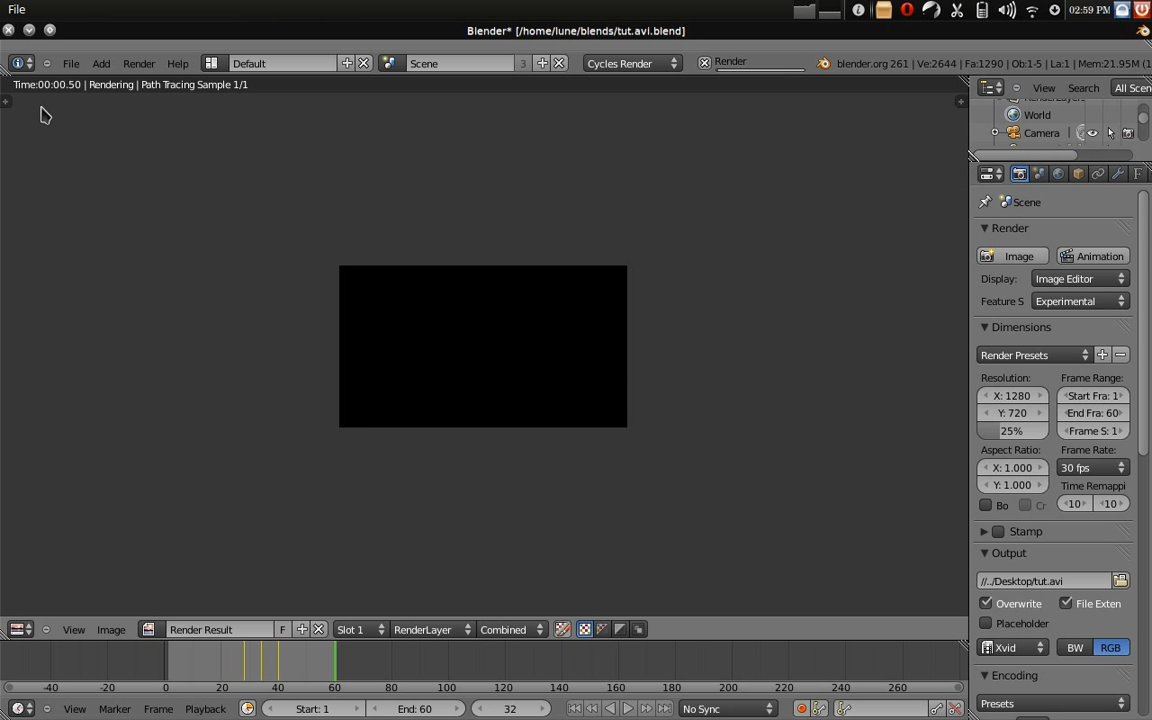 File
02:59 PM
Blender* [/home/lune/blends/tut.avi.blend]
File Add Render Help Default Scene 3 Cycles Render Render blender.org 261 | Ve:2644 | Fa:1290 | Ob:1-5 | La:1 | Mem:21.95M (1
Time:00:00.50 | Rendering | Path Tracing Sample 1/1
View Search All Scen
World
Camera
Scene
Render
Image Animation
Display: Image Editor
Feature S Experimental
Dimensions
Render Presets
Resolution: Frame Range:
X: 1280 Start Fra: 1
Y: 720 End Fra: 60
25% Frame S: 1
Aspect Ratio: Frame Rate:
X: 1.000 30 fps
Y: 1.000 Time Remappi
Bo Cr 10 10
Stamp
Output
//../Desktop/tut.avi
Overwrite File Exten
Placeholder
Xvid BW RGB
Encoding
Presets
View Image Render Result F Slot 1 RenderLayer Combined
-40 -20 0 20 40 60 80 100 120 140 160 180 200 220 240 260
View Marker Frame Playback Start: 1 End: 60 32 No Sync